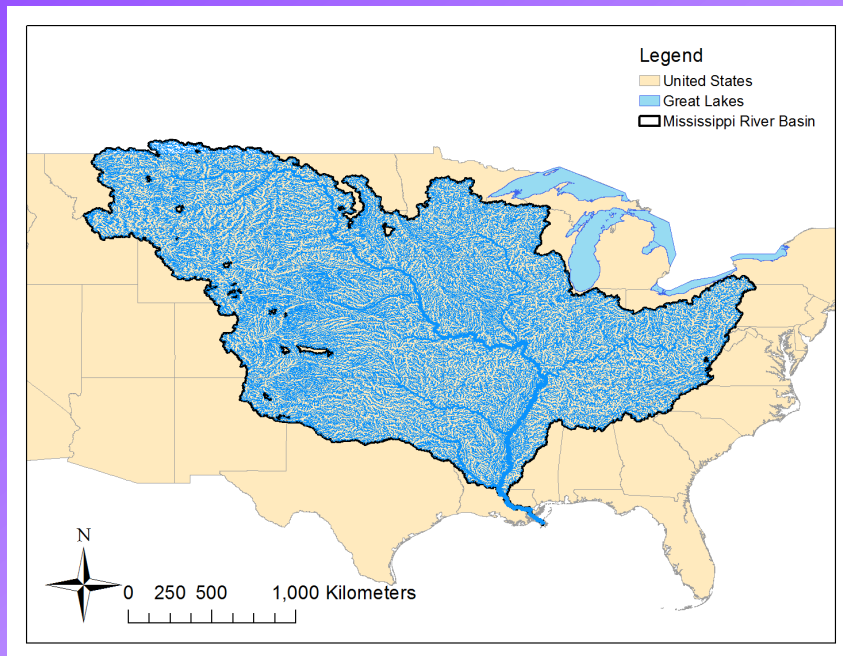 Legend
United States
Great Lakes
Mississippi River Basin
N
0 250 500 1,000 Kilometers